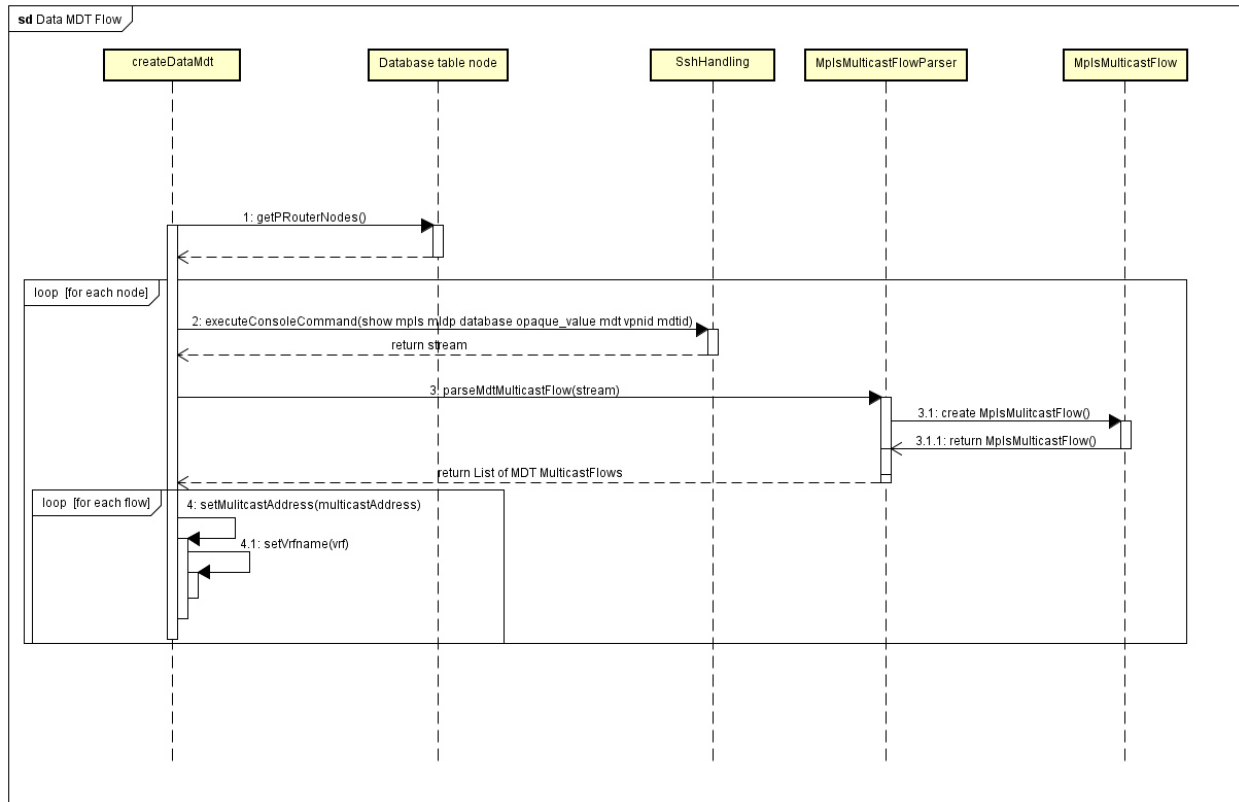 sd Data MDT Flow
createDataMdt
Database table node
SshHandling
MplsMulticastFlowParser
MplsMulticastFlow
1: getPRouterNodes()
loop [for each node]
2: executeConsoleCommand(show mpls mldp database opaque_value mdt vpnid mdtid)
return stream
3: parseMdtMulticastFlow(stream)
3.1: create MplsMulitcastFlow()
3.1.1: return MplsMulticastFlow()
return List of MDT MulticastFlows
loop [for each flow]
4: setMulitcastAddress(multicastAddress)
4.1: setVrfname(vrf)